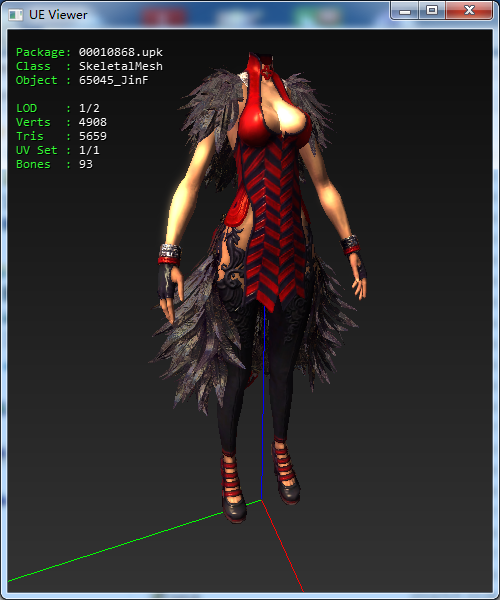 UE Viewer
Package: 00010868.upk
Class : SkeletalMesh
Object : 65045_JinF
LOD : 1/2
Verts : 4908
Tris : 5659
UV Set : 1/1
Bones : 93